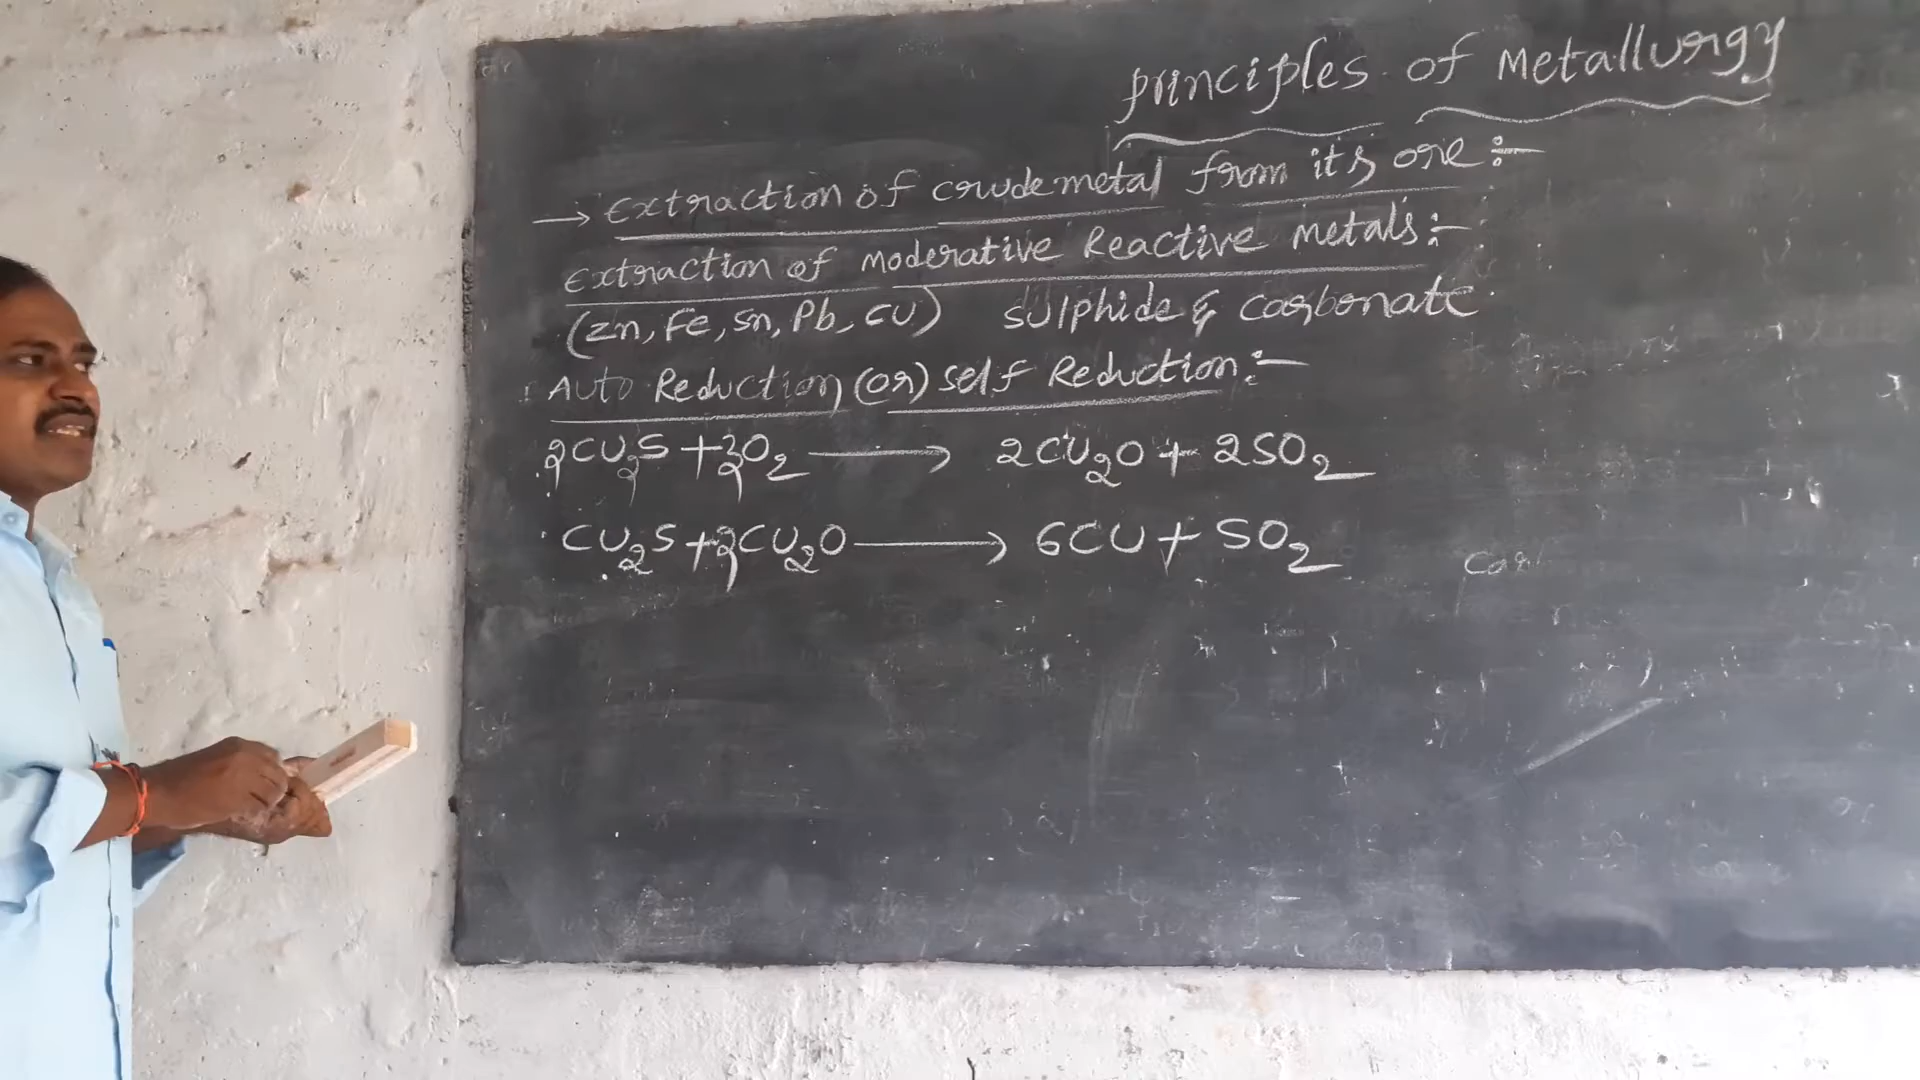 Principles of Metallurgy
→ Extraction of crude metal from its ore :-
Extraction of Moderative Reactive Metals :-
(Zn, Fe, Sn, Pb, CU) Sulphide & carbonate
Auto Reduction (or) self Reduction :-
2CU₂S + 3O₂ ⟶ 2CU₂O + 2SO₂
CU₂S + 2CU₂O ⟶ 6CU + SO₂